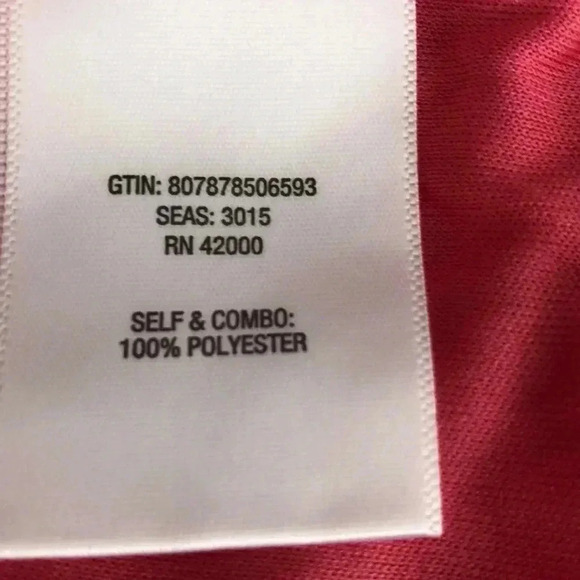 GTIN: 807878506593
SEAS: 3015
RN 42000
SELF & COMBO:
100% POLYESTER